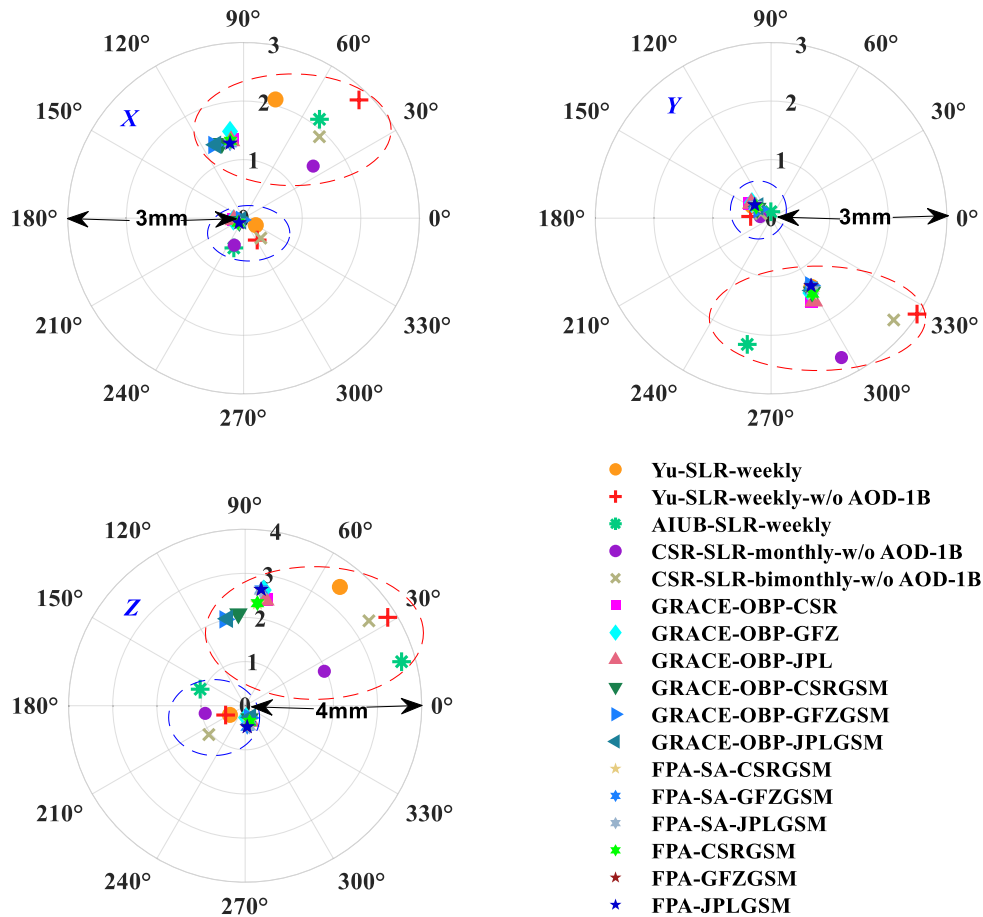 90°
120°
3
60°
150°
X
2
30°
1
180°
3mm
0
0°
210°
330°
240°
300°
270°
90°
120°
3
60°
150°
Y
2
30°
1
180°
0
3mm
0°
210°
330°
240°
300°
270°
90°
120°
4
60°
150°
Z
3
30°
2
1
180°
0
4mm
0°
210°
330°
240°
300°
270°
Yu-SLR-weekly
Yu-SLR-weekly-w/o AOD-1B
AIUB-SLR-weekly
CSR-SLR-monthly-w/o AOD-1B
CSR-SLR-bimonthly-w/o AOD-1B
GRACE-OBP-CSR
GRACE-OBP-GFZ
GRACE-OBP-JPL
GRACE-OBP-CSRGSM
GRACE-OBP-GFZGSM
GRACE-OBP-JPLGSM
FPA-SA-CSRGSM
FPA-SA-GFZGSM
FPA-SA-JPLGSM
FPA-CSRGSM
FPA-GFZGSM
FPA-JPLGSM